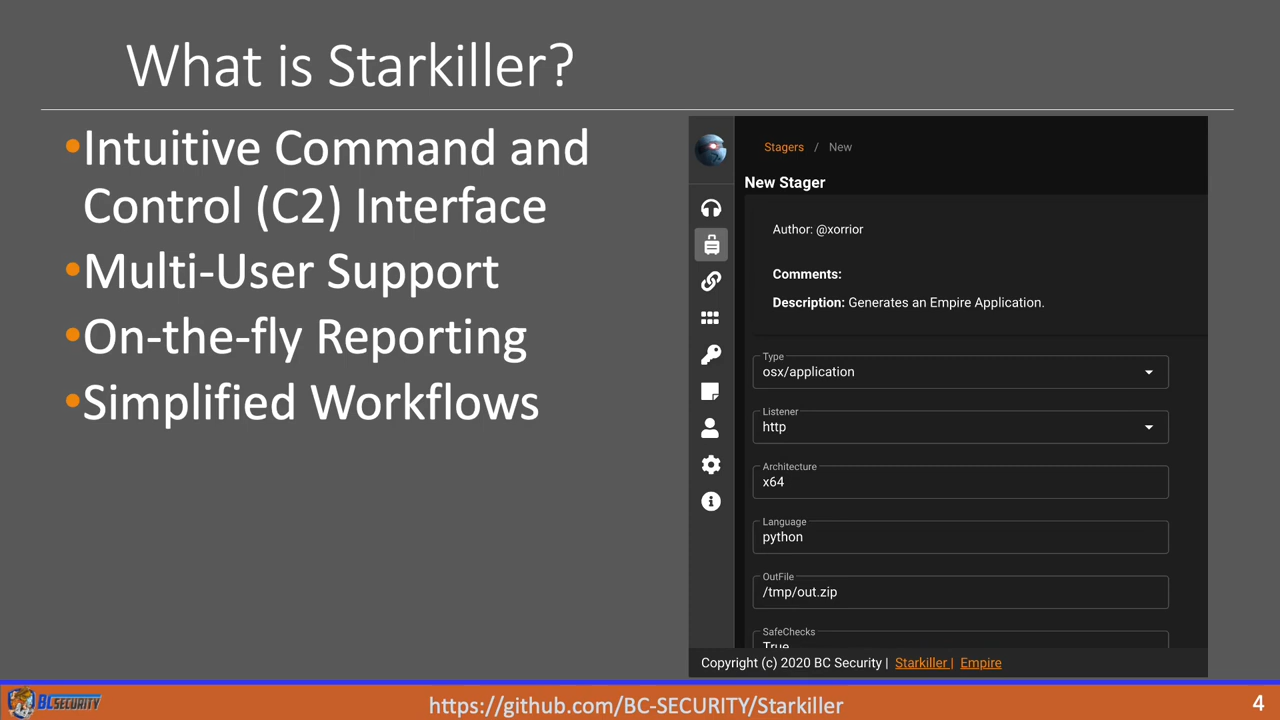 What is Starkiller?
•Intuitive Command and
Control (C2) Interface
•Multi-User Support
•On-the-fly Reporting
•Simplified Workflows
Stagers / New
New Stager
Author: @xorrior
Comments:
Description: Generates an Empire Application.
Type
osx/application
Listener
http
Architecture
x64
Language
python
OutFile
/tmp/out.zip
SafeChecks
True
Copyright (c) 2020 BC Security | Starkiller | Empire
BCSECURITY
https://github.com/BC-SECURITY/Starkiller
4